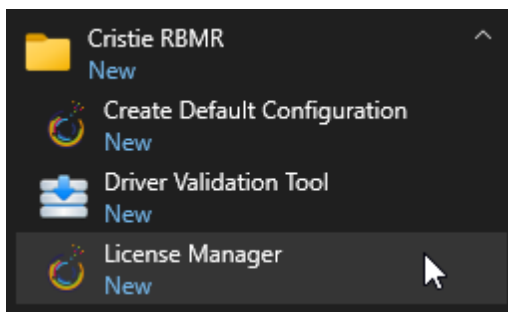 Cristie RBMR
New
Create Default Configuration
New
Driver Validation Tool
New
License Manager
New